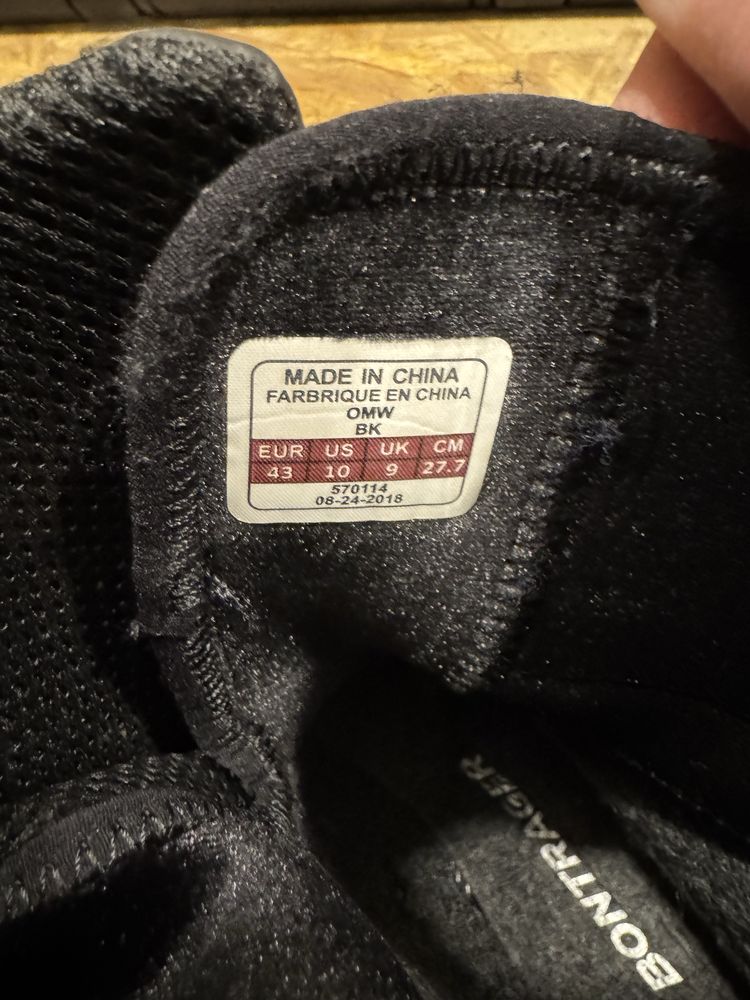 MADE IN CHINA
FARBRIQUE EN CHINA
OMW
BK
EUR US UK CM
43 10 9 27.7
570114
08-24-2018
BONTRAGER